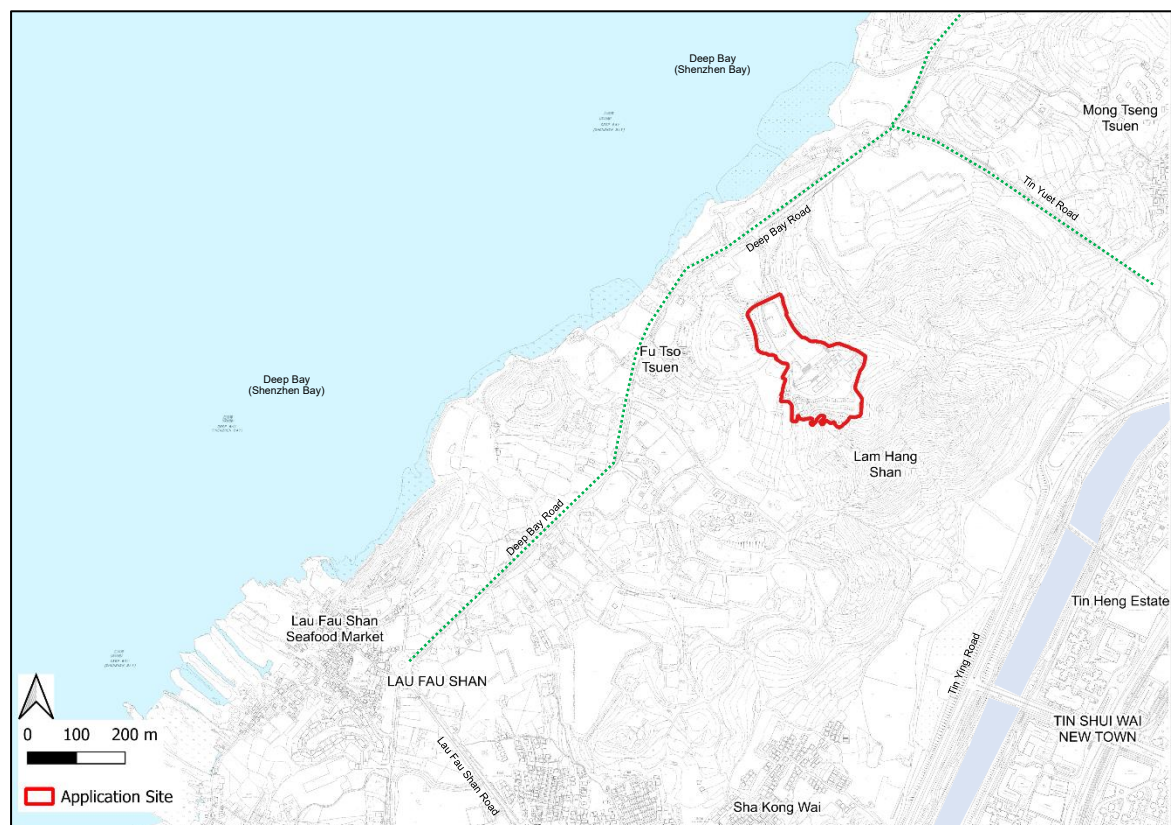 Deep Bay
(Shenzhen Bay)
Mong Tseng
Tsuen
Tin Yuet Road
Deep Bay Road
Fu Tso
Tsuen
Deep Bay
(Shenzhen Bay)
Lam Hang
Shan
Deep Bay Road
Tin Heng Estate
Lau Fau Shan
Seafood Market
Tin Ying Road
LAU FAU SHAN
TIN SHUI WAI
NEW TOWN
Lau Fau Shan Road
Sha Kong Wai
0 100 200 m
Application Site